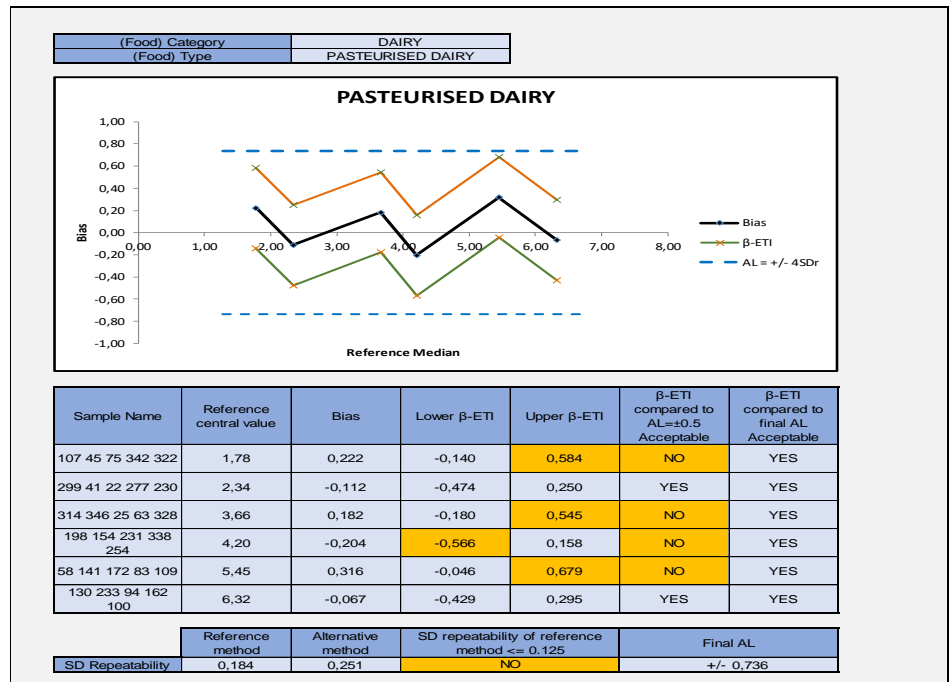 (Food) Category DAIRY
(Food) Type PASTEURISED DAIRY
PASTEURISED DAIRY
1,00
0,80
0,60
0,40
0,20
0,00
-0,20
-0,40
-0,60
-0,80
-1,00
Bias
0,00 1,00 2,00 3,00 4,00 5,00 6,00 7,00 8,00
Reference Median
Bias
β-ETI
AL = +/- 4SDr
Sample Name
Reference
central value
Bias
Lower β-ETI
Upper β-ETI
β-ETI
compared to
AL=±0.5
Acceptable
β-ETI
compared to
final AL
Acceptable
107 45 75 342 322 1,78 0,222 -0,140 0,584 NO YES
299 41 22 277 230 2,34 -0,112 -0,474 0,250 YES YES
314 346 25 63 328 3,66 0,182 -0,180 0,545 NO YES
198 154 231 338
254
4,20 -0,204 -0,566 0,158 NO YES
58 141 172 83 109 5,45 0,316 -0,046 0,679 NO YES
130 233 94 162
100
6,32 -0,067 -0,429 0,295 YES YES
Reference
method
Alternative
method
SD repeatability of reference
method <= 0.125
Final AL
SD Repeatability 0,184 0,251 NO +/- 0,736